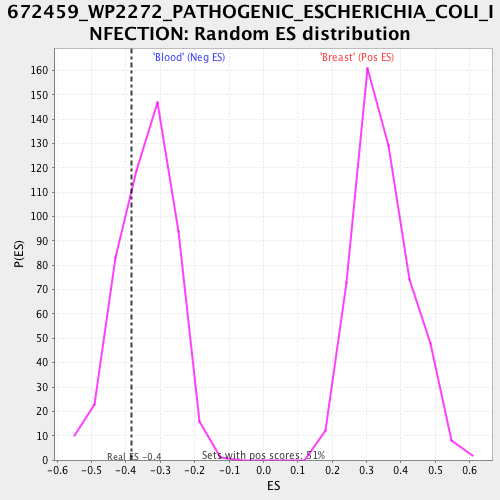 672459_WP2272_PATHOGENIC_ESCHERICHIA_COLI_I
NFECTION: Random ES distribution
'Blood' (Neg ES) 'Breast' (Pos ES)
160
150
140
130
120
110
100
90
80
70
60
50
40
30
20
10
0
P(ES)
Real ES -0.4 Sets with pos scores: 51%
-0.6 -0.5 -0.4 -0.3 -0.2 -0.1 0.0 0.1 0.2 0.3 0.4 0.5 0.6
ES